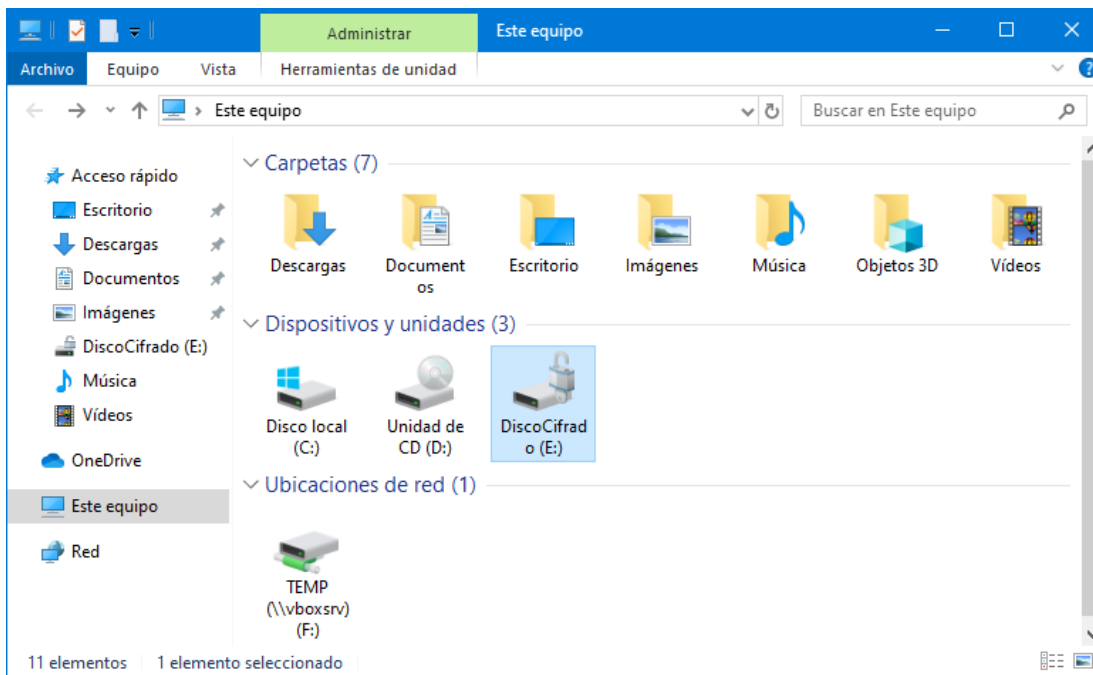 Administrar
Este equipo
Archivo
Equipo
Vista
Herramientas de unidad
?
Este equipo
Buscar en Este equipo
Acceso rápido
Escritorio
Descargas
Documentos
Imágenes
DiscoCifrado (E:)
Música
Vídeos
OneDrive
Este equipo
Red
Carpetas (7)
Descargas
Document
os
Escritorio
Imágenes
Música
Objetos 3D
Vídeos
Dispositivos y unidades (3)
Disco local
(C:)
Unidad de
CD (D:)
DiscoCifrad
o (E:)
Ubicaciones de red (1)
TEMP
(\\vboxsrv)
(F:)
11 elementos
1 elemento seleccionado